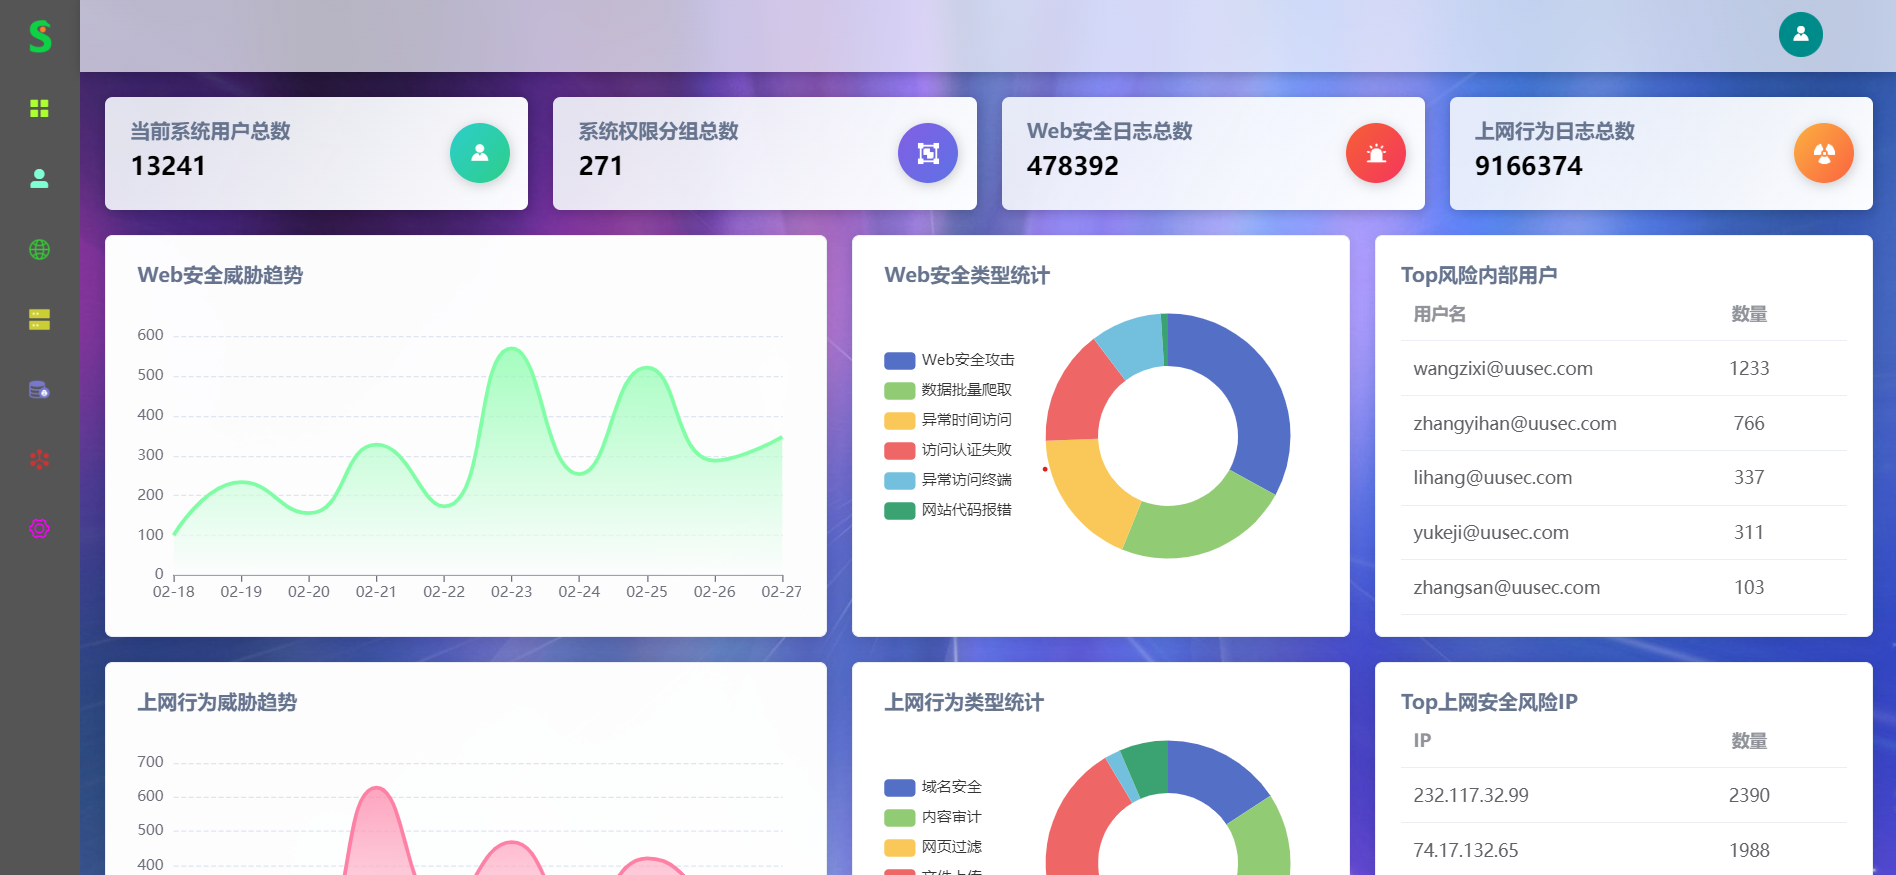 当前系统用户总数
13241
系统权限分组总数
271
Web安全日志总数
478392
上网行为日志总数
9166374
Web安全威胁趋势
600
500
400
300
200
100
0
02-18 02-19 02-20 02-21 02-22 02-23 02-24 02-25 02-26 02-27
Web安全类型统计
Web安全攻击
数据批量爬取
异常时间访问
访问认证失败
异常访问终端
网站代码报错
Top风险内部用户
用户名 数量
wangzixi@uusec.com 1233
zhangyihan@uusec.com 766
lihang@uusec.com 337
yukeji@uusec.com 311
zhangsan@uusec.com 103
上网行为威胁趋势
700
600
500
400
上网行为类型统计
域名安全
内容审计
网页过滤
文件上传
Top上网安全风险IP
IP 数量
232.117.32.99 2390
74.17.132.65 1988